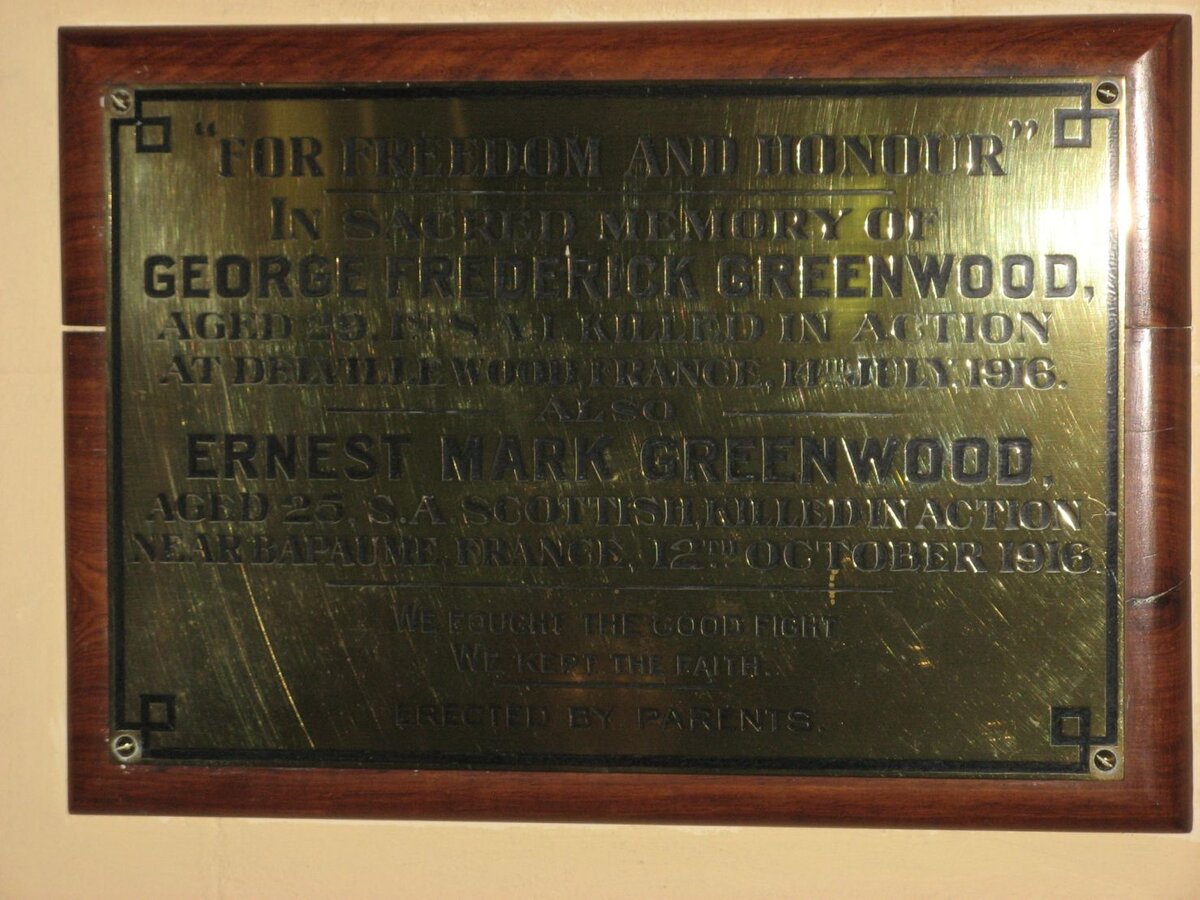 "FOR FREEDOM AND HONOUR"
IN SACRED MEMORY OF
GEORGE FREDERICK GREENWOOD,
AGED 29, 1ST S.A.I. KILLED IN ACTION
AT DELVILLE WOOD, FRANCE, 14TH JULY, 1916.
ALSO
ERNEST MARK GREENWOOD,
AGED 25, S.A. SCOTTISH, KILLED IN ACTION
NEAR BAPAUME, FRANCE, 12TH OCTOBER 1916.
WE FOUGHT THE GOOD FIGHT
WE KEPT THE FAITH.
ERECTED BY PARENTS.